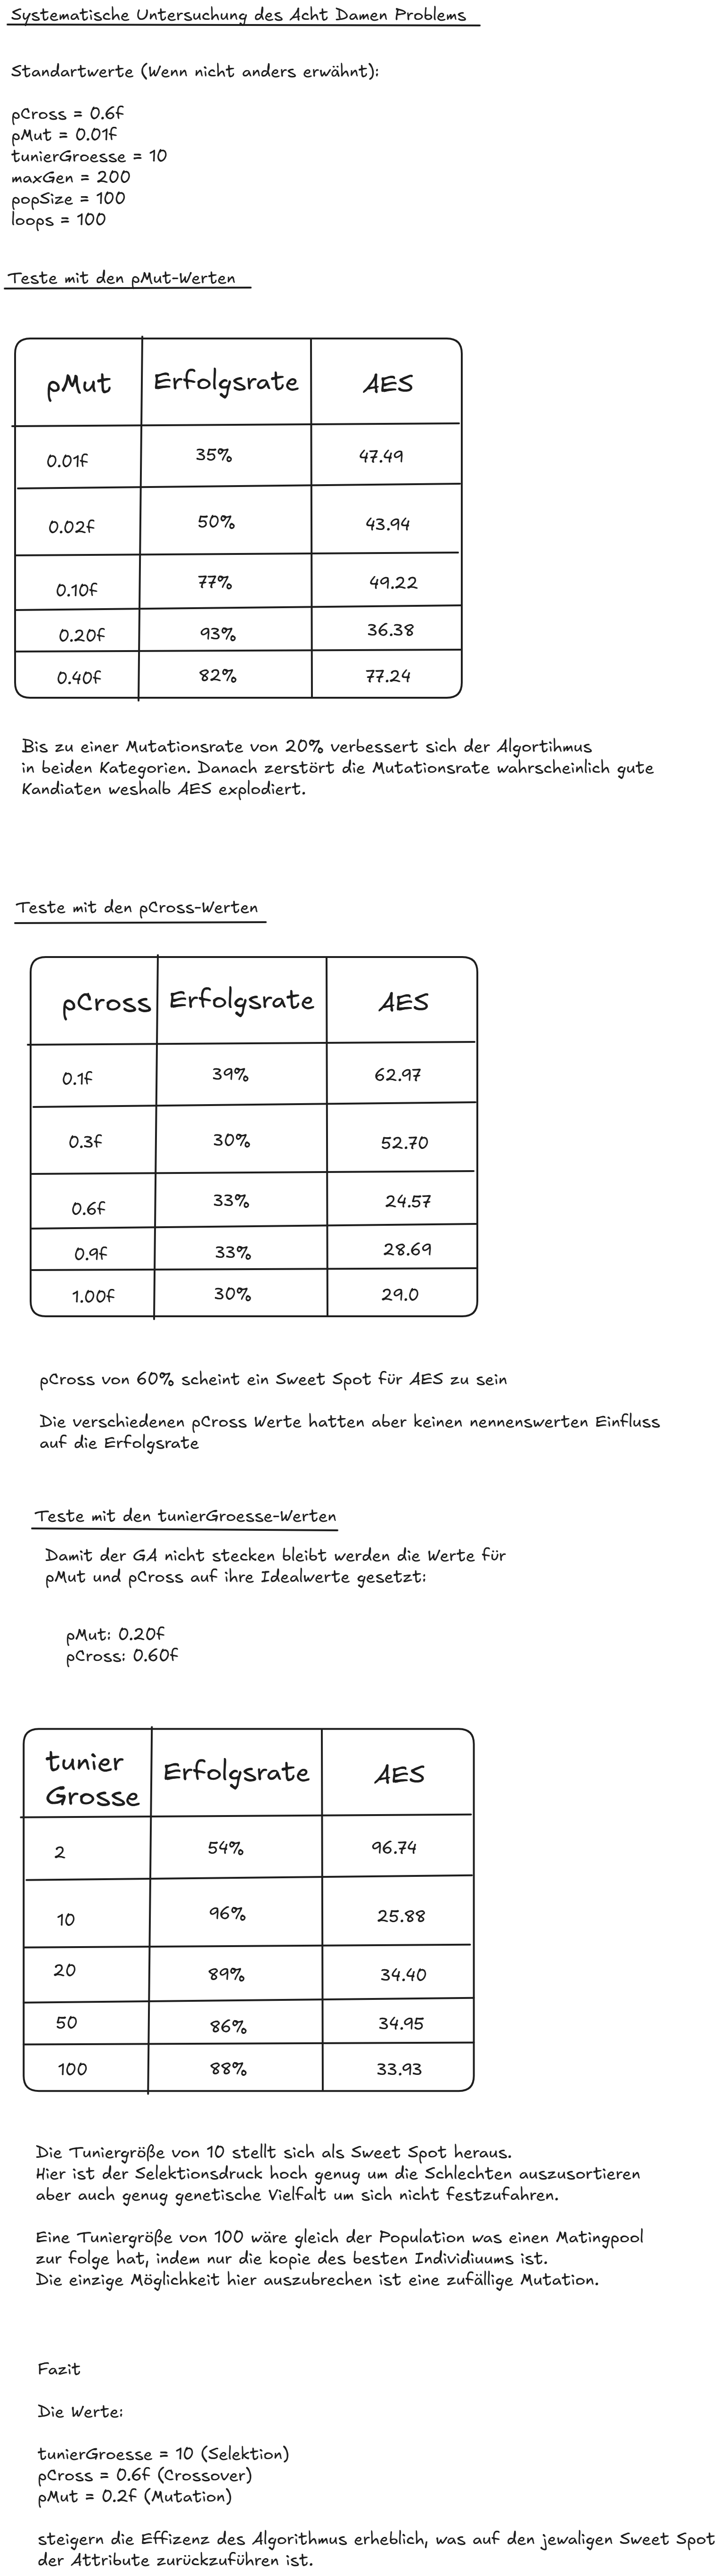 Systematische Untersuchung des Acht Damen Problems
Standartwerte (Wenn nicht anders erwähnt):
pCross = 0.6f
pMut = 0.01f
tunierGroesse = 10
maxGen = 200
popSize = 100
loops = 100
Teste mit den pMut-Werten
pMut Erfolgsrate AES
0.01f 35% 47.49
0.02f 50% 43.94
0.10f 77% 49.22
0.20f 93% 36.38
0.40f 82% 77.24
Bis zu einer Mutationsrate von 20% verbessert sich der Algortihmus
in beiden Kategorien. Danach zerstört die Mutationsrate wahrscheinlich gute
Kandiaten weshalb AES explodiert.
Teste mit den pCross-Werten
pCross Erfolgsrate AES
0.1f 39% 62.97
0.3f 30% 52.70
0.6f 33% 24.57
0.9f 33% 28.69
1.00f 30% 29.0
pCross von 60% scheint ein Sweet Spot für AES zu sein
Die verschiedenen pCross Werte hatten aber keinen nennenswerten Einfluss
auf die Erfolgsrate
Teste mit den tunierGroesse-Werten
Damit der GA nicht stecken bleibt werden die Werte für
pMut und pCross auf ihre Idealwerte gesetzt:
pMut: 0.20f
pCross: 0.60f
tunier
Grosse Erfolgsrate AES
2 54% 96.74
10 96% 25.88
20 89% 34.40
50 86% 34.95
100 88% 33.93
Die Tuniergröße von 10 stellt sich als Sweet Spot heraus.
Hier ist der Selektionsdruck hoch genug um die Schlechten auszusortieren
aber auch genug genetische Vielfalt um sich nicht festzufahren.
Eine Tuniergröße von 100 wäre gleich der Population was einen Matingpool
zur folge hat, indem nur die kopie des besten Individiuums ist.
Die einzige Möglichkeit hier auszubrechen ist eine zufällige Mutation.
Fazit
Die Werte:
tunierGroesse = 10 (Selektion)
pCross = 0.6f (Crossover)
pMut = 0.2f (Mutation)
steigern die Effizenz des Algorithmus erheblich, was auf den jewaligen Sweet Spot
der Attribute zurückzuführen ist.